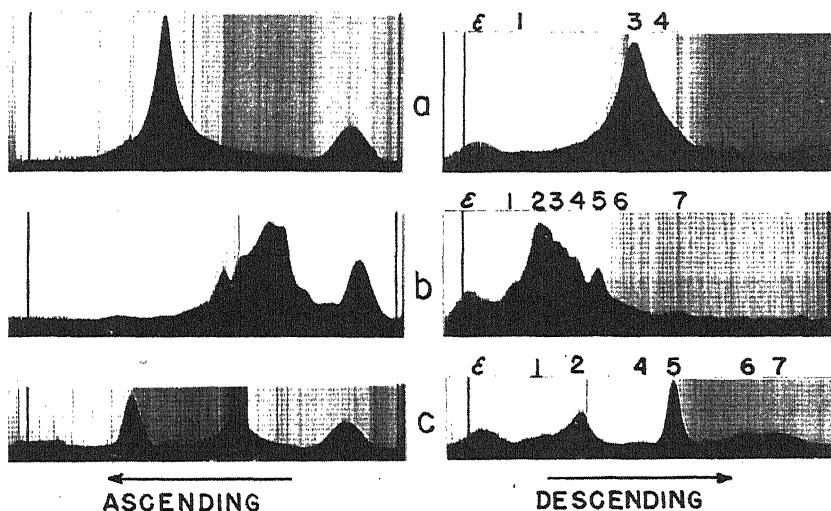 ε 1 3 4
a
ε 1 2 3 4 5 6 7
b
ε 1 2 4 5 6 7
c
ASCENDING DESCENDING